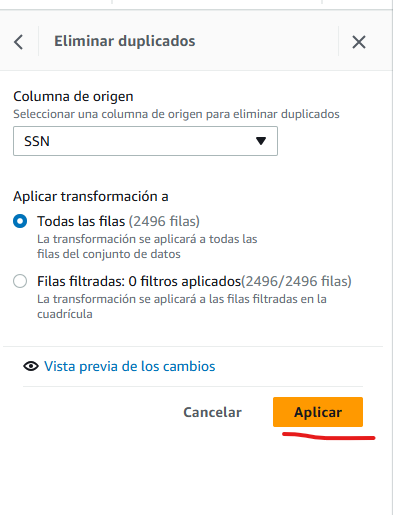 Eliminar duplicados
Columna de origen
Seleccionar una columna de origen para eliminar duplicados
SSN
Aplicar transformación a
Todas las filas (2496 filas)
La transformación se aplicará a todas las
filas del conjunto de datos
Filas filtradas: 0 filtros aplicados(2496/2496 filas)
La transformación se aplicará a las filas filtradas en la
cuadrícula
Vista previa de los cambios
Cancelar Aplicar